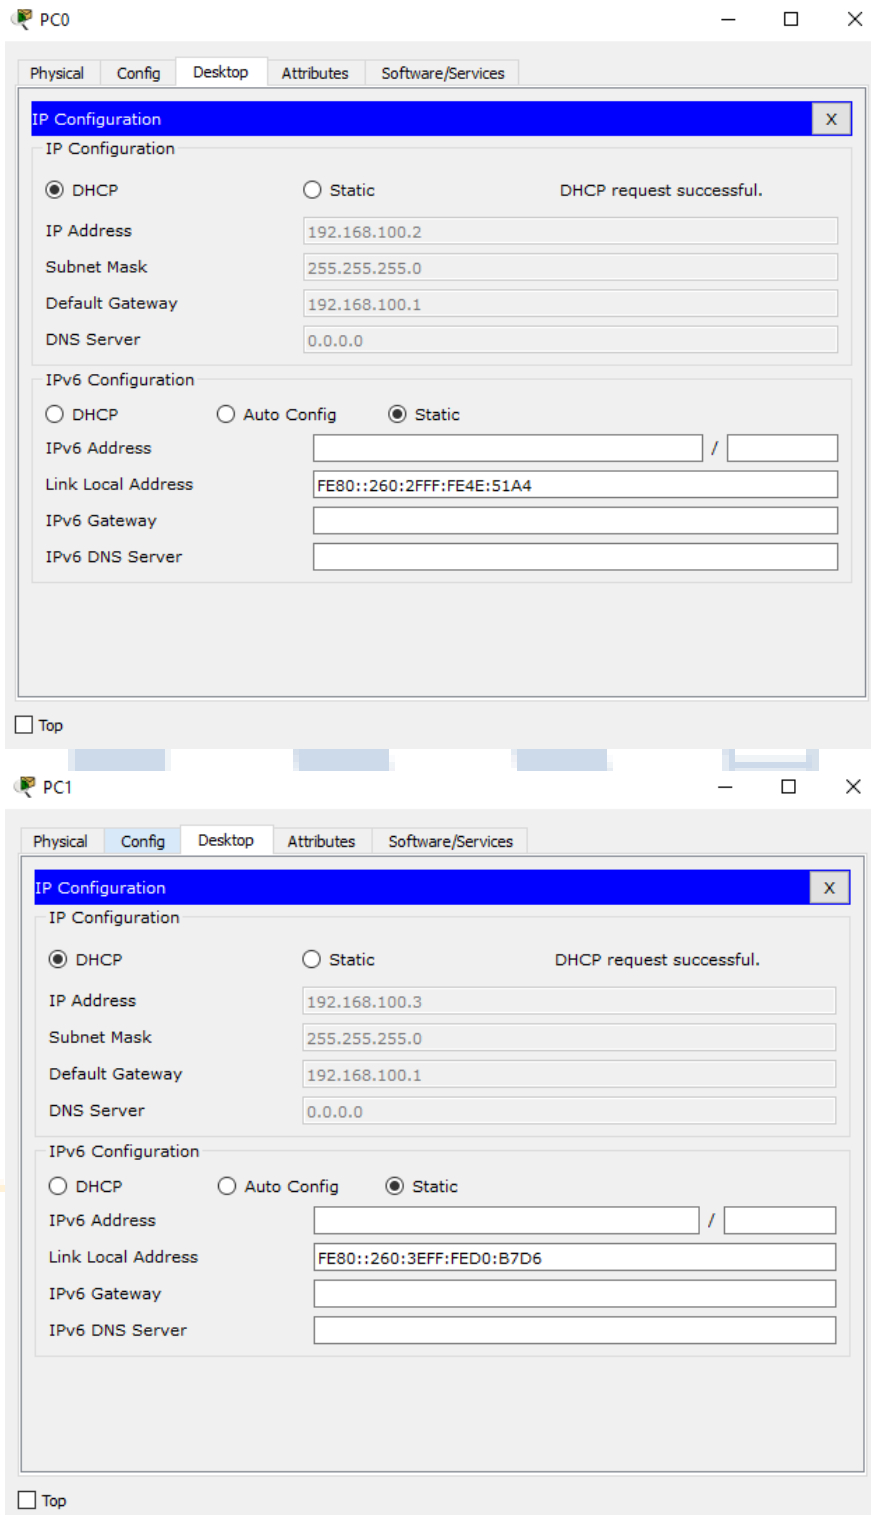 PC0
Physical Config Desktop Attributes Software/Services
IP Configuration X
IP Configuration
DHCP Static DHCP request successful.
IP Address 192.168.100.2
Subnet Mask 255.255.255.0
Default Gateway 192.168.100.1
DNS Server 0.0.0.0
IPv6 Configuration
DHCP Auto Config Static
IPv6 Address /
Link Local Address FE80::260:2FFF:FE4E:51A4
IPv6 Gateway
IPv6 DNS Server
Top
PC1
Physical Config Desktop Attributes Software/Services
IP Configuration X
IP Configuration
DHCP Static DHCP request successful.
IP Address 192.168.100.3
Subnet Mask 255.255.255.0
Default Gateway 192.168.100.1
DNS Server 0.0.0.0
IPv6 Configuration
DHCP Auto Config Static
IPv6 Address /
Link Local Address FE80::260:3EFF:FED0:B7D6
IPv6 Gateway
IPv6 DNS Server
Top